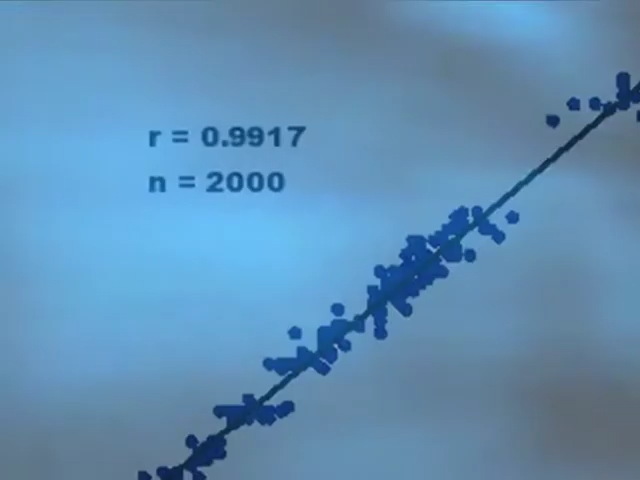 r = 0.9917
n = 2000